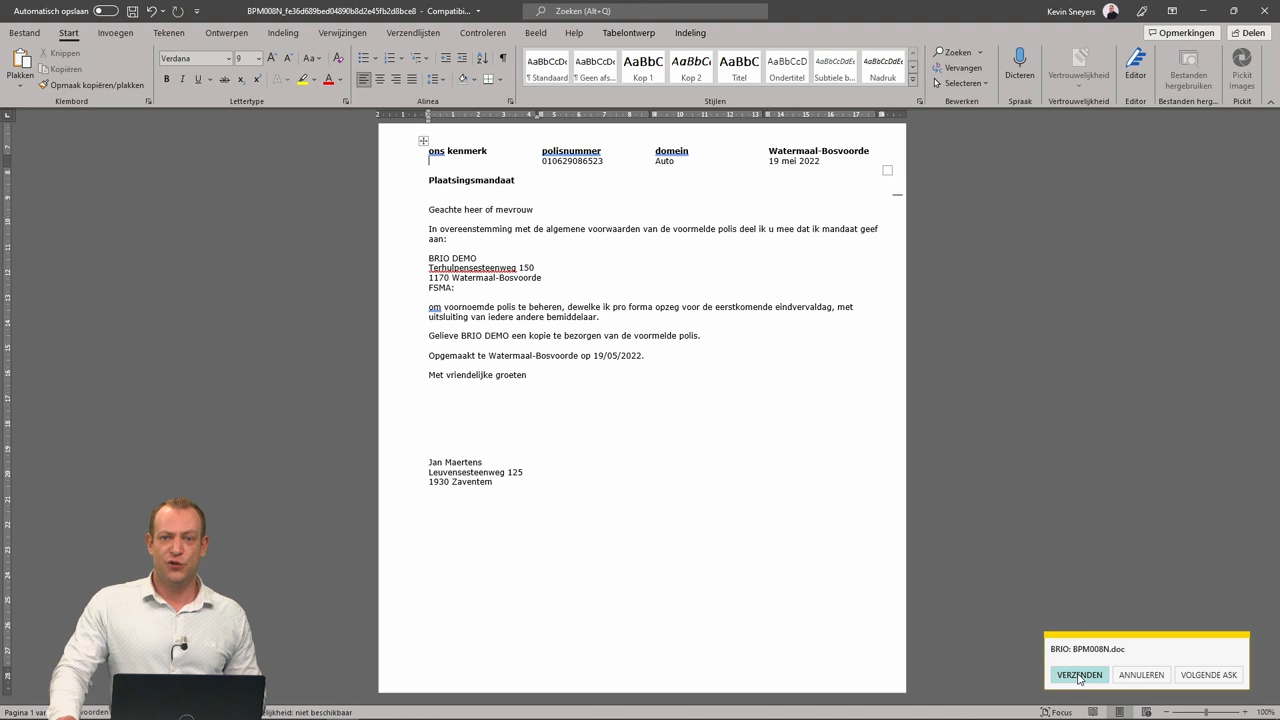 Automatisch opslaan
BPM008N_fe36d689bed04890b8d2e45fb2d8bce8 - Compatibi...
Zoeken (Alt+Q)
Kevin Sneyers
Bestand Start Invoegen Tekenen Ontwerpen Indeling Verwijzingen Verzendlijsten Controleren Beeld Help Tabelontwerp Indeling
Opmerkingen Delen
Plakken
Knippen
Kopiëren
Opmaak kopiëren/plakken
Klembord
Verdana 9
Lettertype
Alinea
AaBbCcDc AaBbCcDc AaBbC AaBbC AaBbC AaBbCcD AaBbCcDdEe AaBbCcDdEe
¶ Standaard ¶ Geen afs... Kop 1 Kop 2 Titel Ondertitel Subtiele b... Nadruk
Stijlen
Zoeken
Vervangen
Selecteren
Bewerken
Dicteren
Spraak
Vertrouwelijkheid
Vertrouwelijkheid
Editor
Editor
Bestanden hergebruiken
Bestanden herg...
Pickit Images
Pickit
ons kenmerk polisnummer domein Watermaal-Bosvoorde
010629086523 Auto 19 mei 2022
Plaatsingsmandaat
Geachte heer of mevrouw
In overeenstemming met de algemene voorwaarden van de voormelde polis deel ik u mee dat ik mandaat geef
aan:
BRIO DEMO
Terhulpensesteenweg 150
1170 Watermaal-Bosvoorde
FSMA:
om voornoemde polis te beheren, dewelke ik pro forma opzeg voor de eerstkomende eindvervaldag, met
uitsluiting van iedere andere bemiddelaar.
Gelieve BRIO DEMO een kopie te bezorgen van de voormelde polis.
Opgemaakt te Watermaal-Bosvoorde op 19/05/2022.
Met vriendelijke groeten
Jan Maertens
Leuvensesteenweg 125
1930 Zaventem
BRIO: BPM008N.doc
VERZENDEN ANNULEREN VOLGENDE ASK
Pagina 1 van
Focus
100%